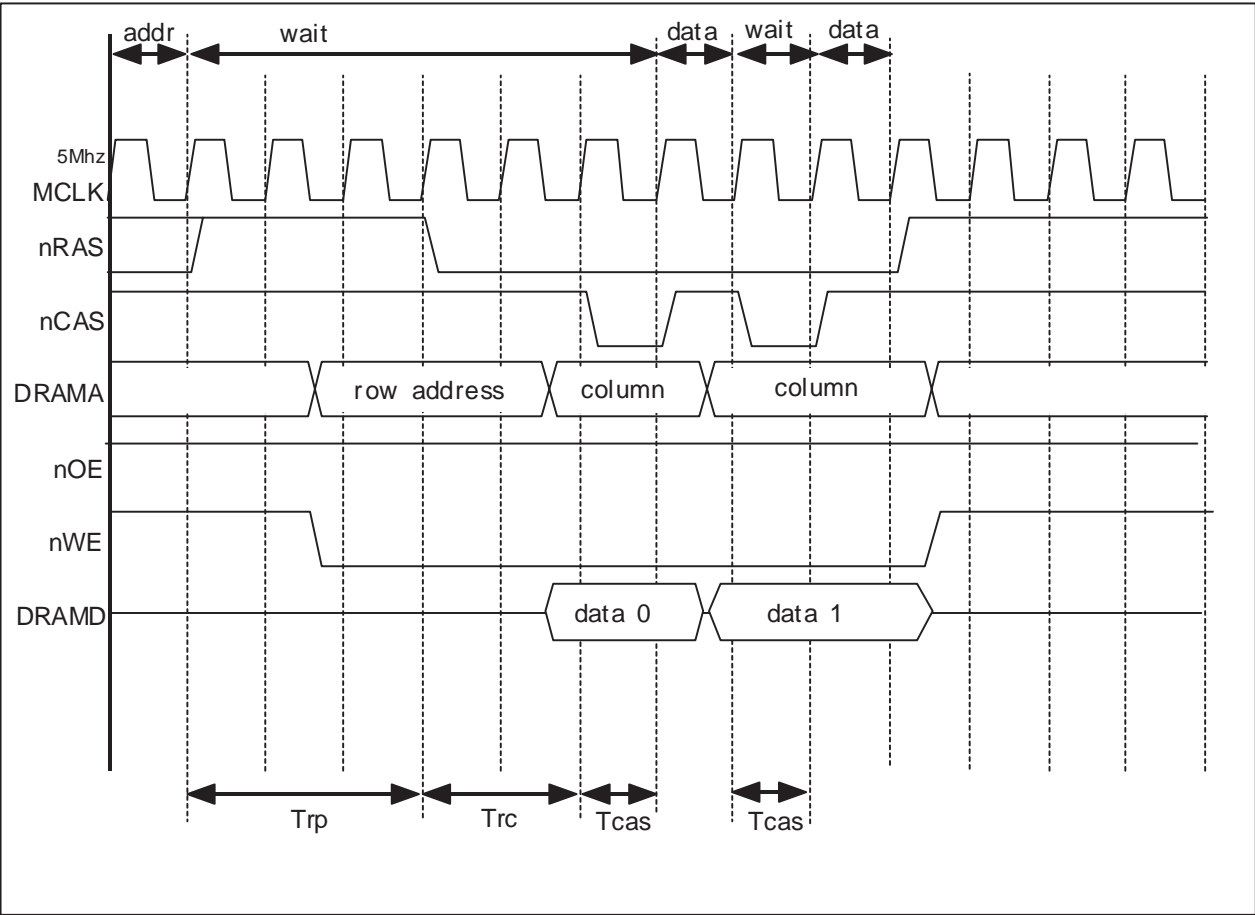 addr wait data wait data
5Mhz
MCLK
nRAS
nCAS
DRAMA row address column column
nOE
nWE
DRAMD data 0 data 1
Trp Trc Tcas Tcas